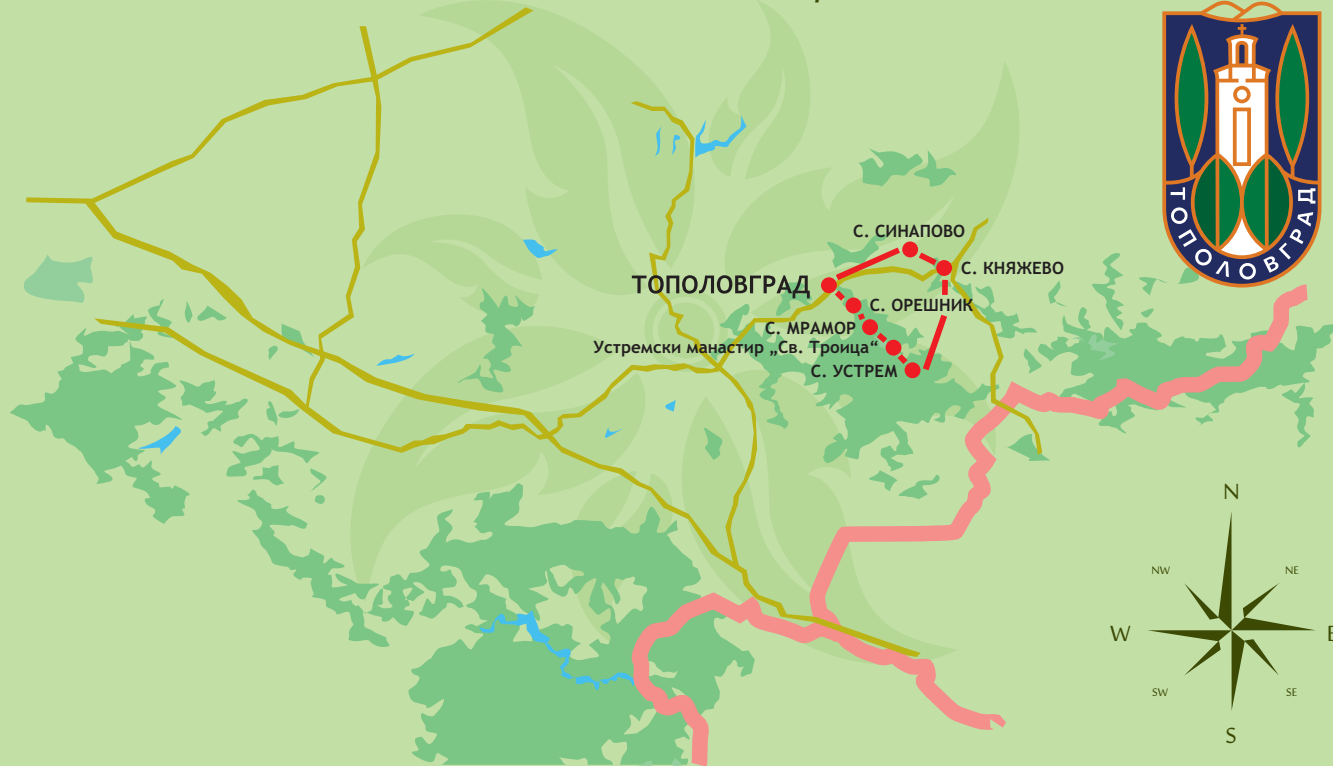 С. СИНАПОВО
С. КНЯЖЕВО
ТОПОЛОВГРАД
С. ОРЕШНИК
С. МРАМОР
Устремски манастир „Св. Троица“
С. УСТРЕМ
ТОПОЛОВГРАД
N
NW
NE
W
E
SW
SE
S